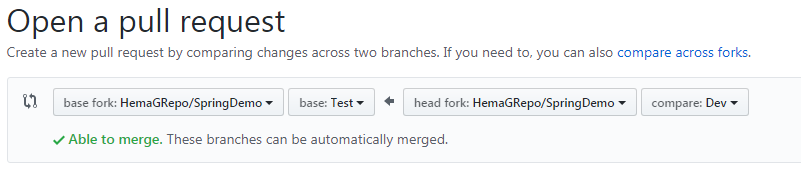 Open a pull request
Create a new pull request by comparing changes across two branches. If you need to, you can also compare across forks.
base fork: HemaGRepo/SpringDemo base: Test head fork: HemaGRepo/SpringDemo compare: Dev
Able to merge. These branches can be automatically merged.